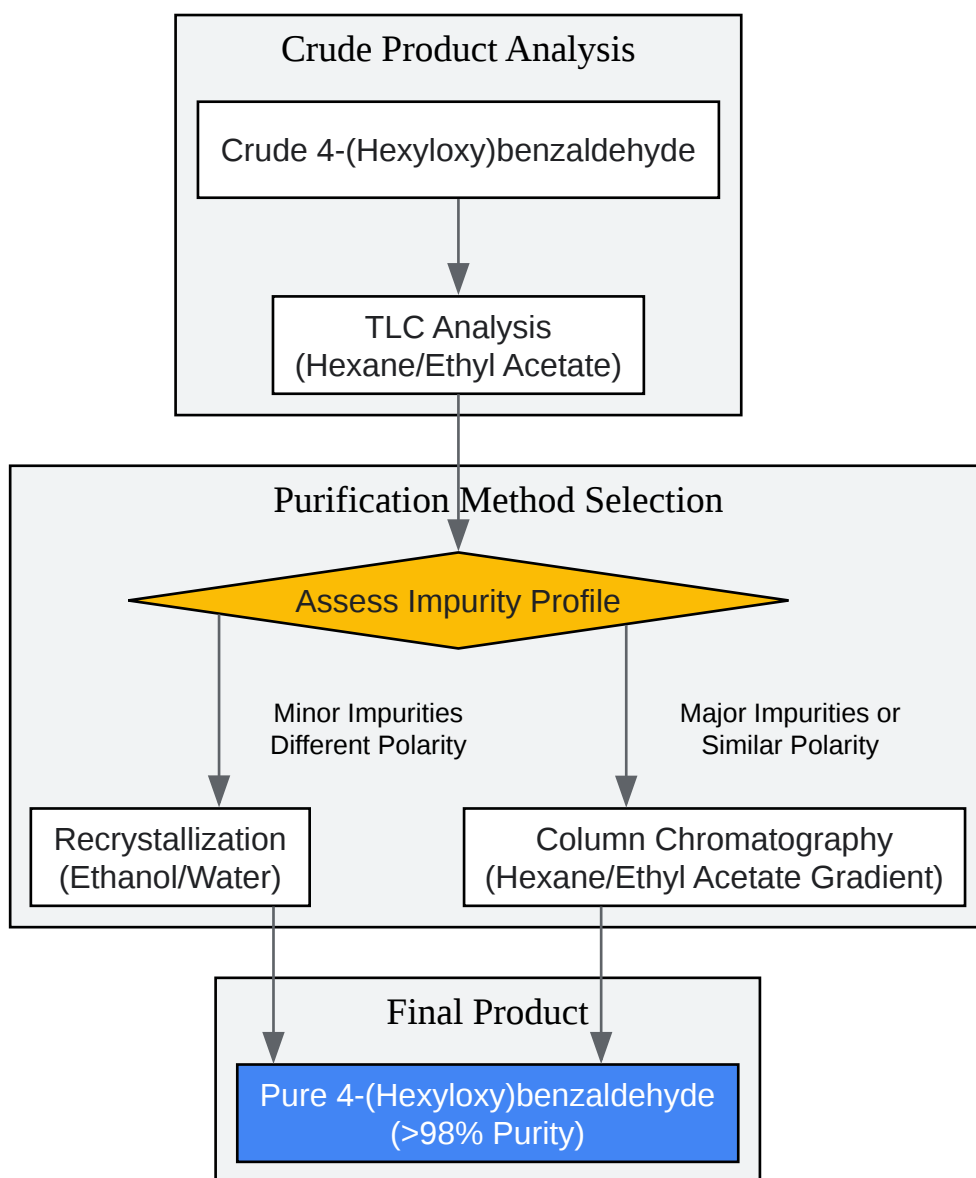 Crude Product Analysis
Crude 4-(Hexyloxy)benzaldehyde
TLC Analysis
(Hexane/Ethyl Acetate)
Purification Method Selection
Assess Impurity Profile
Minor Impurities
Different Polarity
Major Impurities or
Similar Polarity
Recrystallization
(Ethanol/Water)
Column Chromatography
(Hexane/Ethyl Acetate Gradient)
Final Product
Pure 4-(Hexyloxy)benzaldehyde
(>98% Purity)